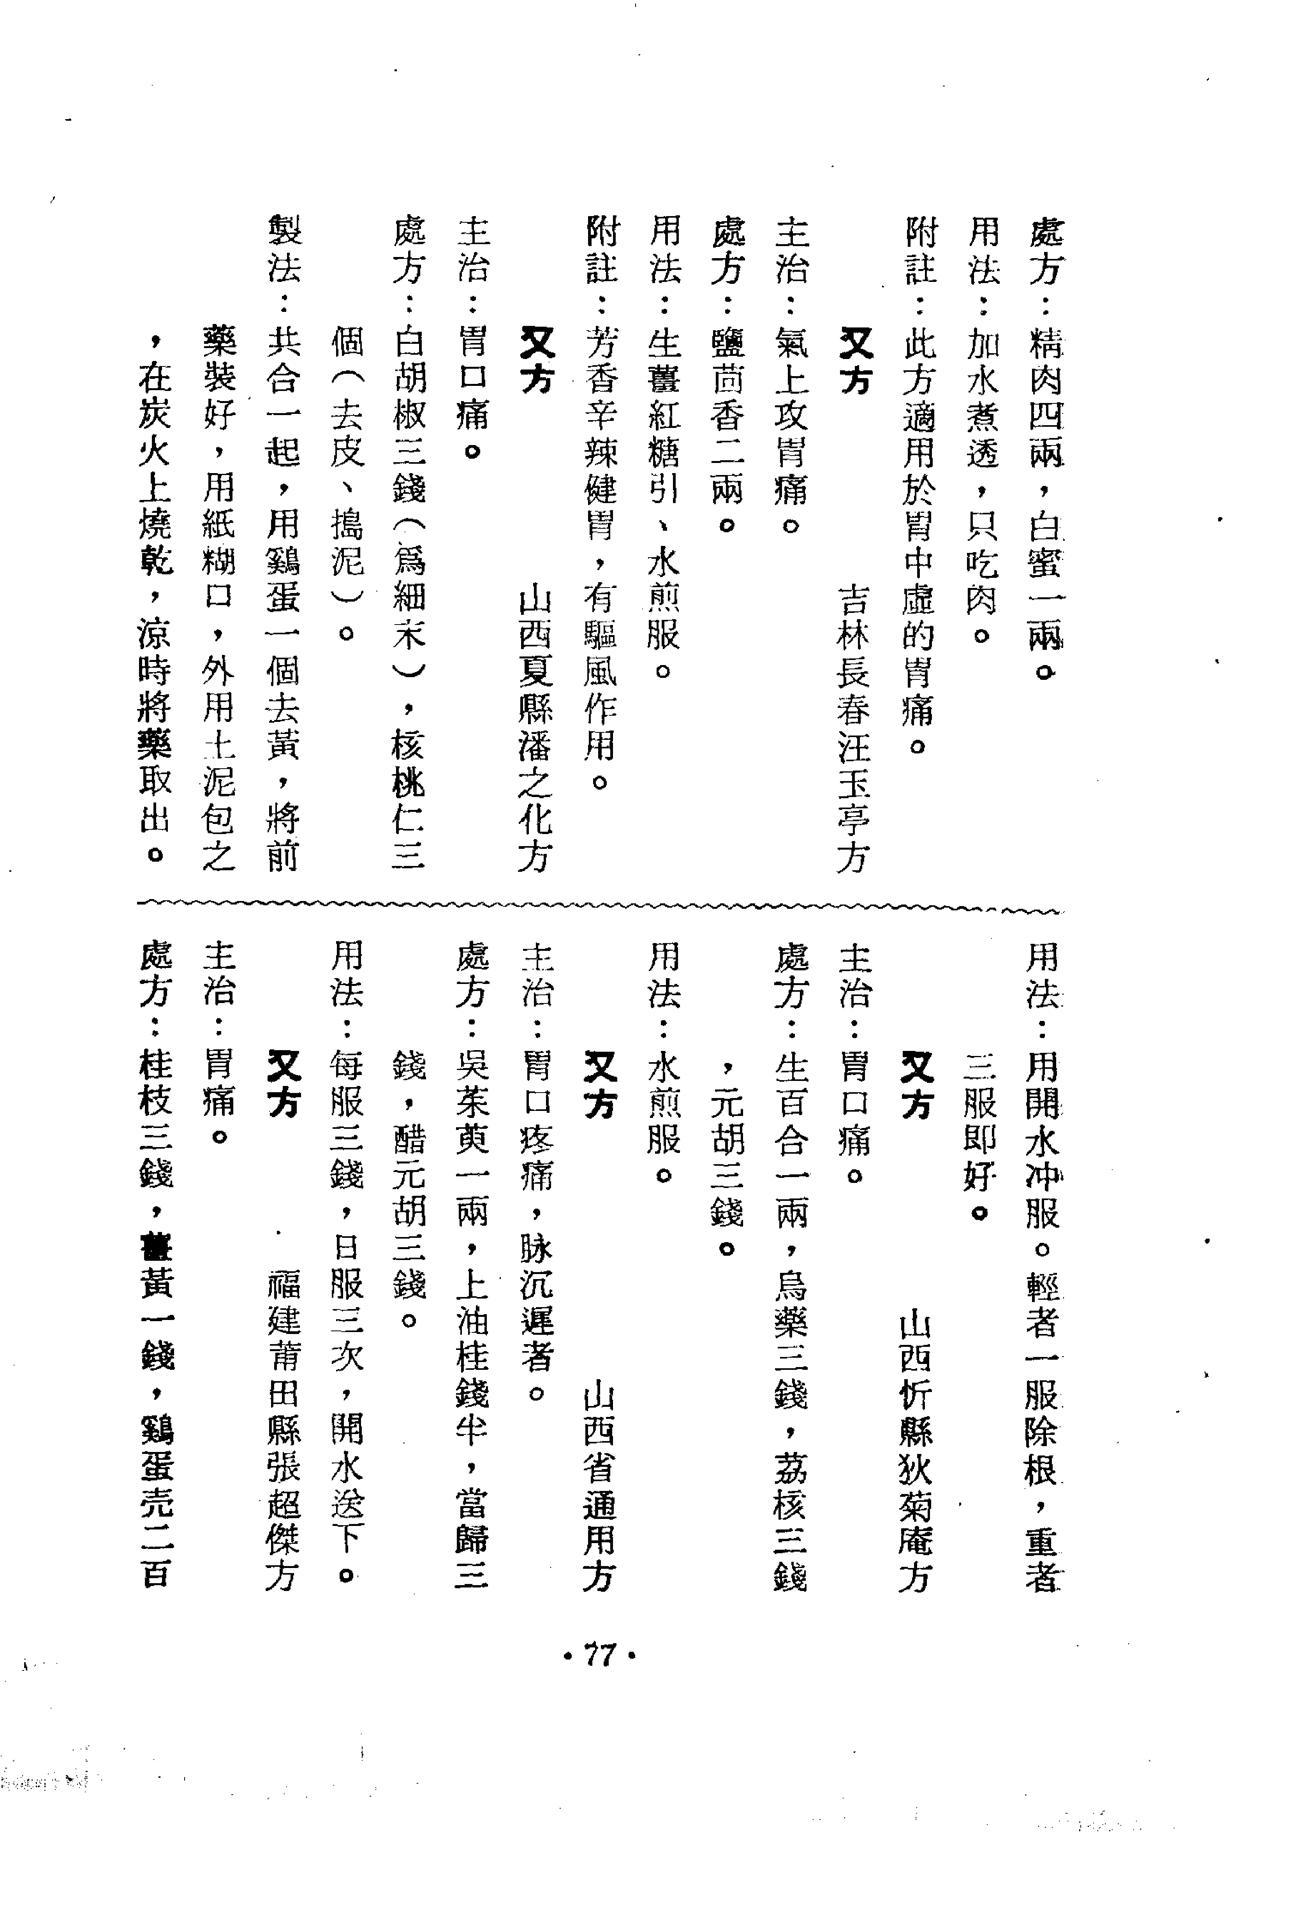 處方：精肉四兩，白蜜一兩。
用法：加水煮透，只吃肉。
附註：此方適用於胃中虛的胃痛。
又方　吉林長春汪玉亭方
主治：氣上攻胃痛。
處方：鹽茴香二兩。
用法：生薑紅糖引、水煎服。
附註：芳香辛辣健胃，有驅風作用。
又方　山西夏縣潘之化方
主治：胃口痛。
處方：白胡椒三錢（爲細末），核桃仁三
個（去皮、搗泥）。
製法：共合一起，用鷄蛋一個去黃，將前
藥裝好，用紙糊口，外用土泥包之
，在炭火上燒乾，涼時將藥取出。
用法：用開水冲服。輕者一服除根，重者
三服即好。
又方　山西忻縣狄菊庵方
主治：胃口痛。
處方：生百合一兩，烏藥三錢，荔核三錢
，元胡三錢。
用法：水煎服。
又方　山西省通用方
主治：胃口疼痛，脉沉遲者。
處方：吳茱萸一兩，上油桂錢半，當歸三
錢，醋元胡三錢。
用法：每服三錢，日服三次，開水送下。
又方　福建莆田縣張超傑方
主治：胃痛。
處方：桂枝三錢，薑黃一錢，鷄蛋壳二百
·77·